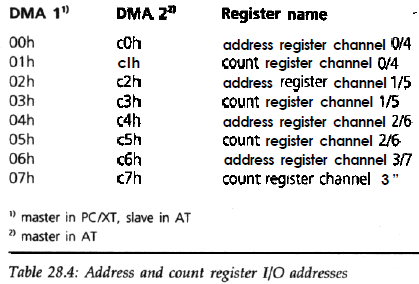 DMA 1¹⁾ DMA 2²⁾ Register name
00h c0h address register channel 0/4
01h clh count register channel 0/4
02h c2h address register channel 1/5
03h c3h count register channel 1/5
04h c4h address register channel 2/6
05h c5h count register channel 2/6
06h c6h address register channel 3/7
07h c7h count register channel 3"
¹⁾ master in PC/XT, slave in AT
²⁾ master in AT
Table 28.4: Address and count register I/O addresses